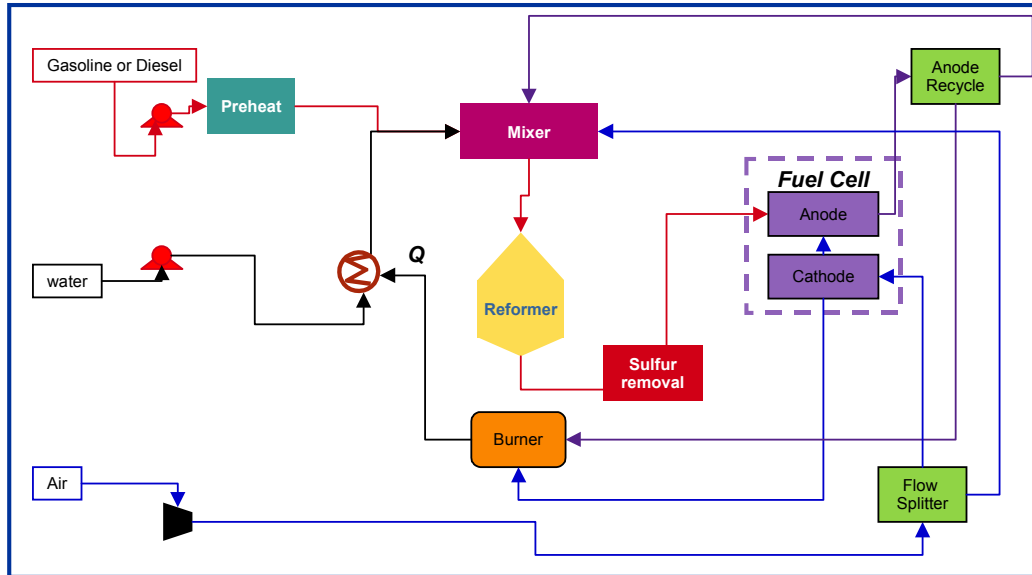 Gasoline or Diesel
Preheat
Mixer
Anode
Recycle
Fuel Cell
Anode
Cathode
water
Q
Reformer
Sulfur
removal
Burner
Air
Flow
Splitter